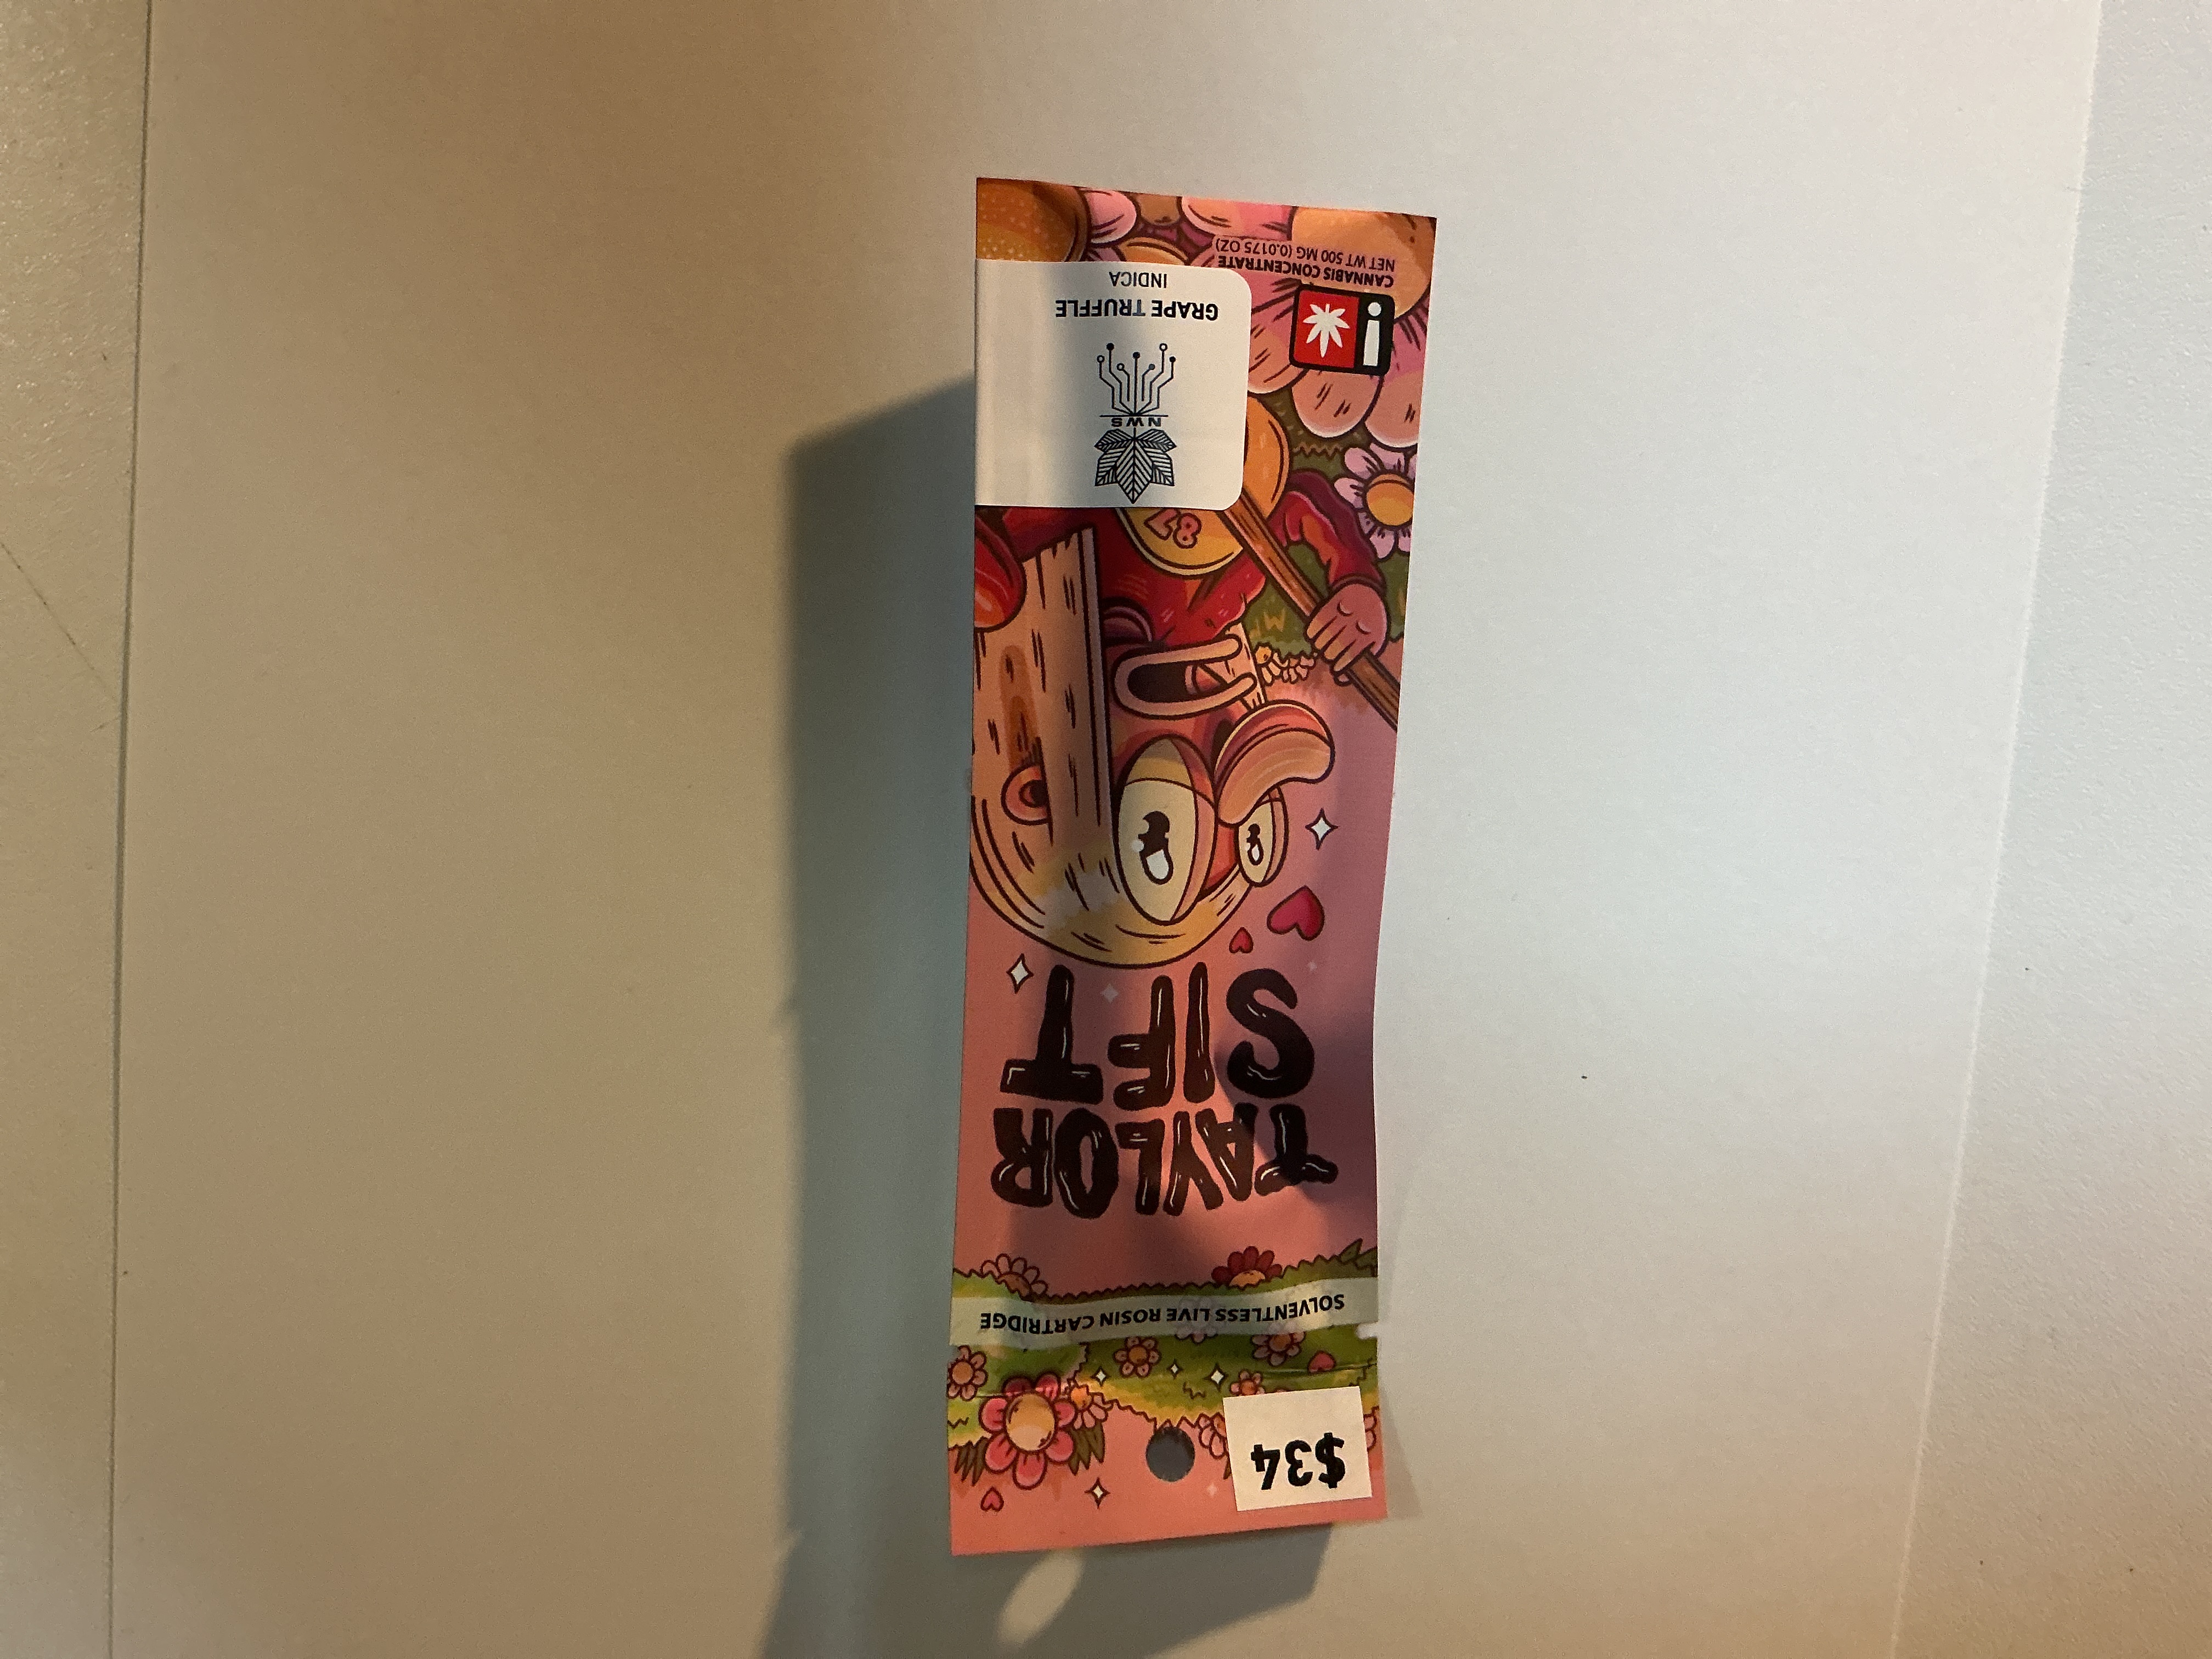 $34
SOLVENTLESS LIVE ROSIN CARTRIDGE
TAYLOR
SIFT
87
NWS
GRAPE TRUFFLE
INDICA
i
CANNABIS CONCENTRATE
NET WT 500 MG (0.0175 OZ)